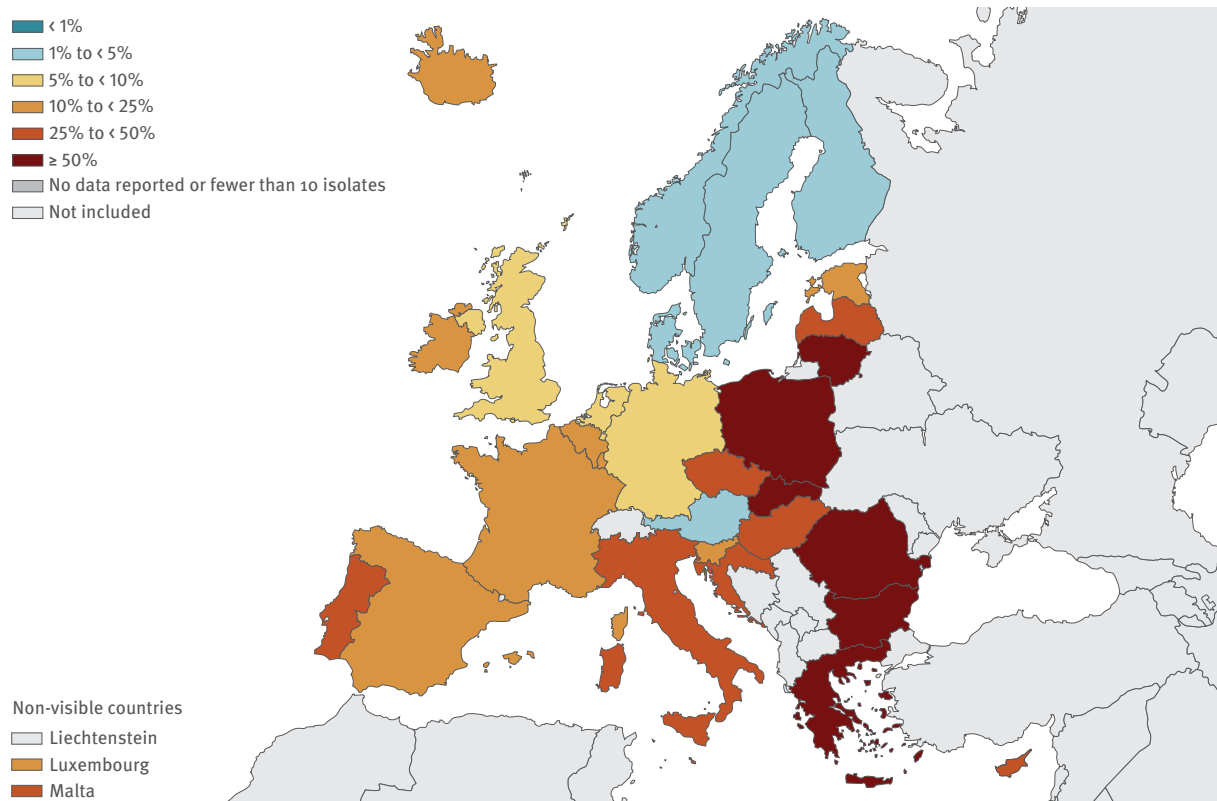 < 1%
1% to < 5%
5% to < 10%
10% to < 25%
25% to < 50%
≥ 50%
No data reported or fewer than 10 isolates
Not included
Non-visible countries
Liechtenstein
Luxembourg
Malta